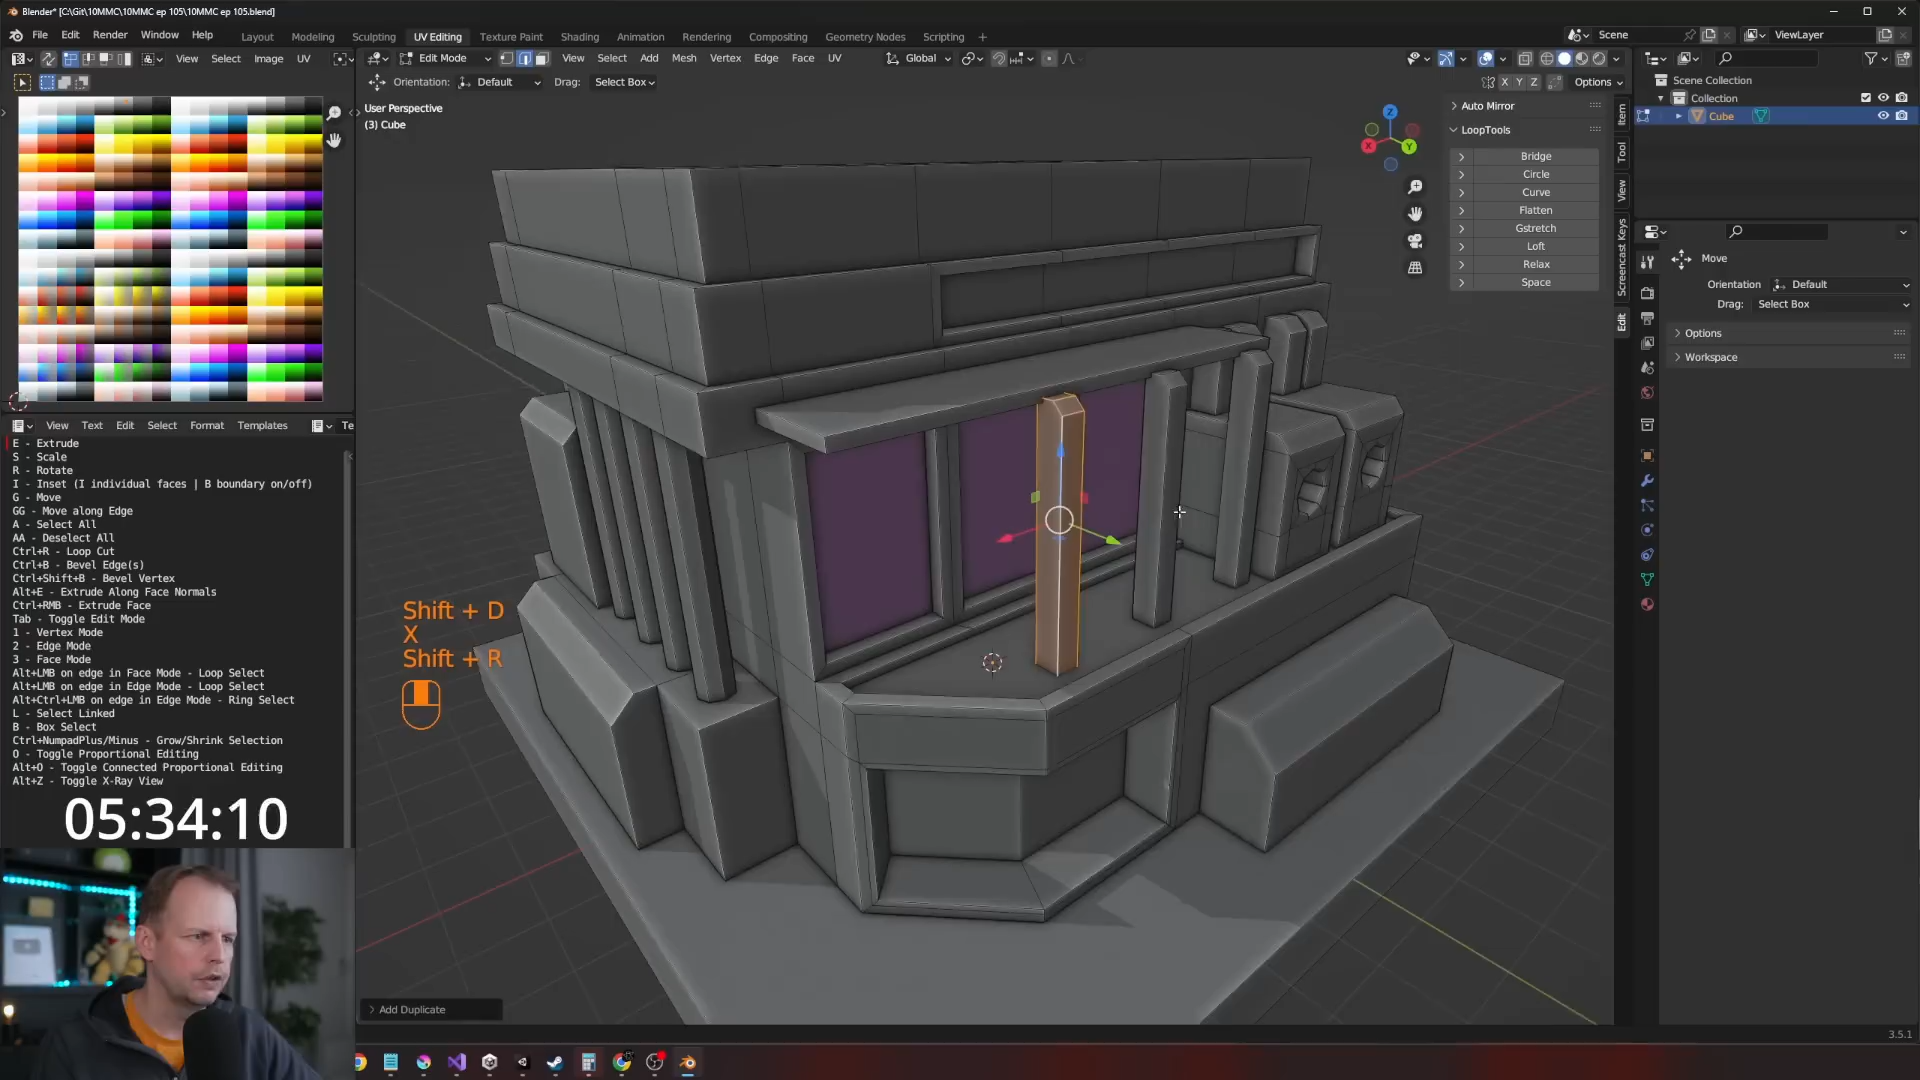 Blender* [C:\Git\10MMC\10MMC ep 105\10MMC ep 105.blend]
File Edit Render Window Help Layout Modeling Sculpting UV Editing Texture Paint Shading Animation Rendering Compositing Geometry Nodes Scripting Scene ViewLayer
View Select Image UV Edit Mode View Select Add Mesh Vertex Edge Face UV Global
Orientation: Default Drag: Select Box X Y Z Options
Scene Collection
Collection
Cube
User Perspective
(3) Cube
Z
X
Y
Auto Mirror
LoopTools
Bridge
Circle
Curve
Flatten
Gstretch
Loft
Relax
Space
Item
Tool
View
Screencast Keys
Edit
Move
Orientation Default
Drag: Select Box
Options
Workspace
View Text Edit Select Format Templates Te
E - Extrude
S - Scale
R - Rotate
I - Inset (I individual faces | B boundary on/off)
G - Move
GG - Move along Edge
A - Select All
AA - Deselect All
Ctrl+R - Loop Cut
Ctrl+B - Bevel Edge(s)
Ctrl+Shift+B - Bevel Vertex
Alt+E - Extrude Along Face Normals
Ctrl+RMB - Extrude Face
Tab - Toggle Edit Mode
1 - Vertex Mode
2 - Edge Mode
3 - Face Mode
Alt+LMB on edge in Face Mode - Loop Select
Alt+LMB on edge in Edge Mode - Loop Select
Alt+Ctrl+LMB on edge in Edge Mode - Ring Select
L - Select Linked
B - Box Select
Ctrl+NumpadPlus/Minus - Grow/Shrink Selection
O - Toggle Proportional Editing
Alt+O - Toggle Connected Proportional Editing
Alt+Z - Toggle X-Ray View
05:34:10
Shift + D
X
Shift + R
Add Duplicate
3.5.1